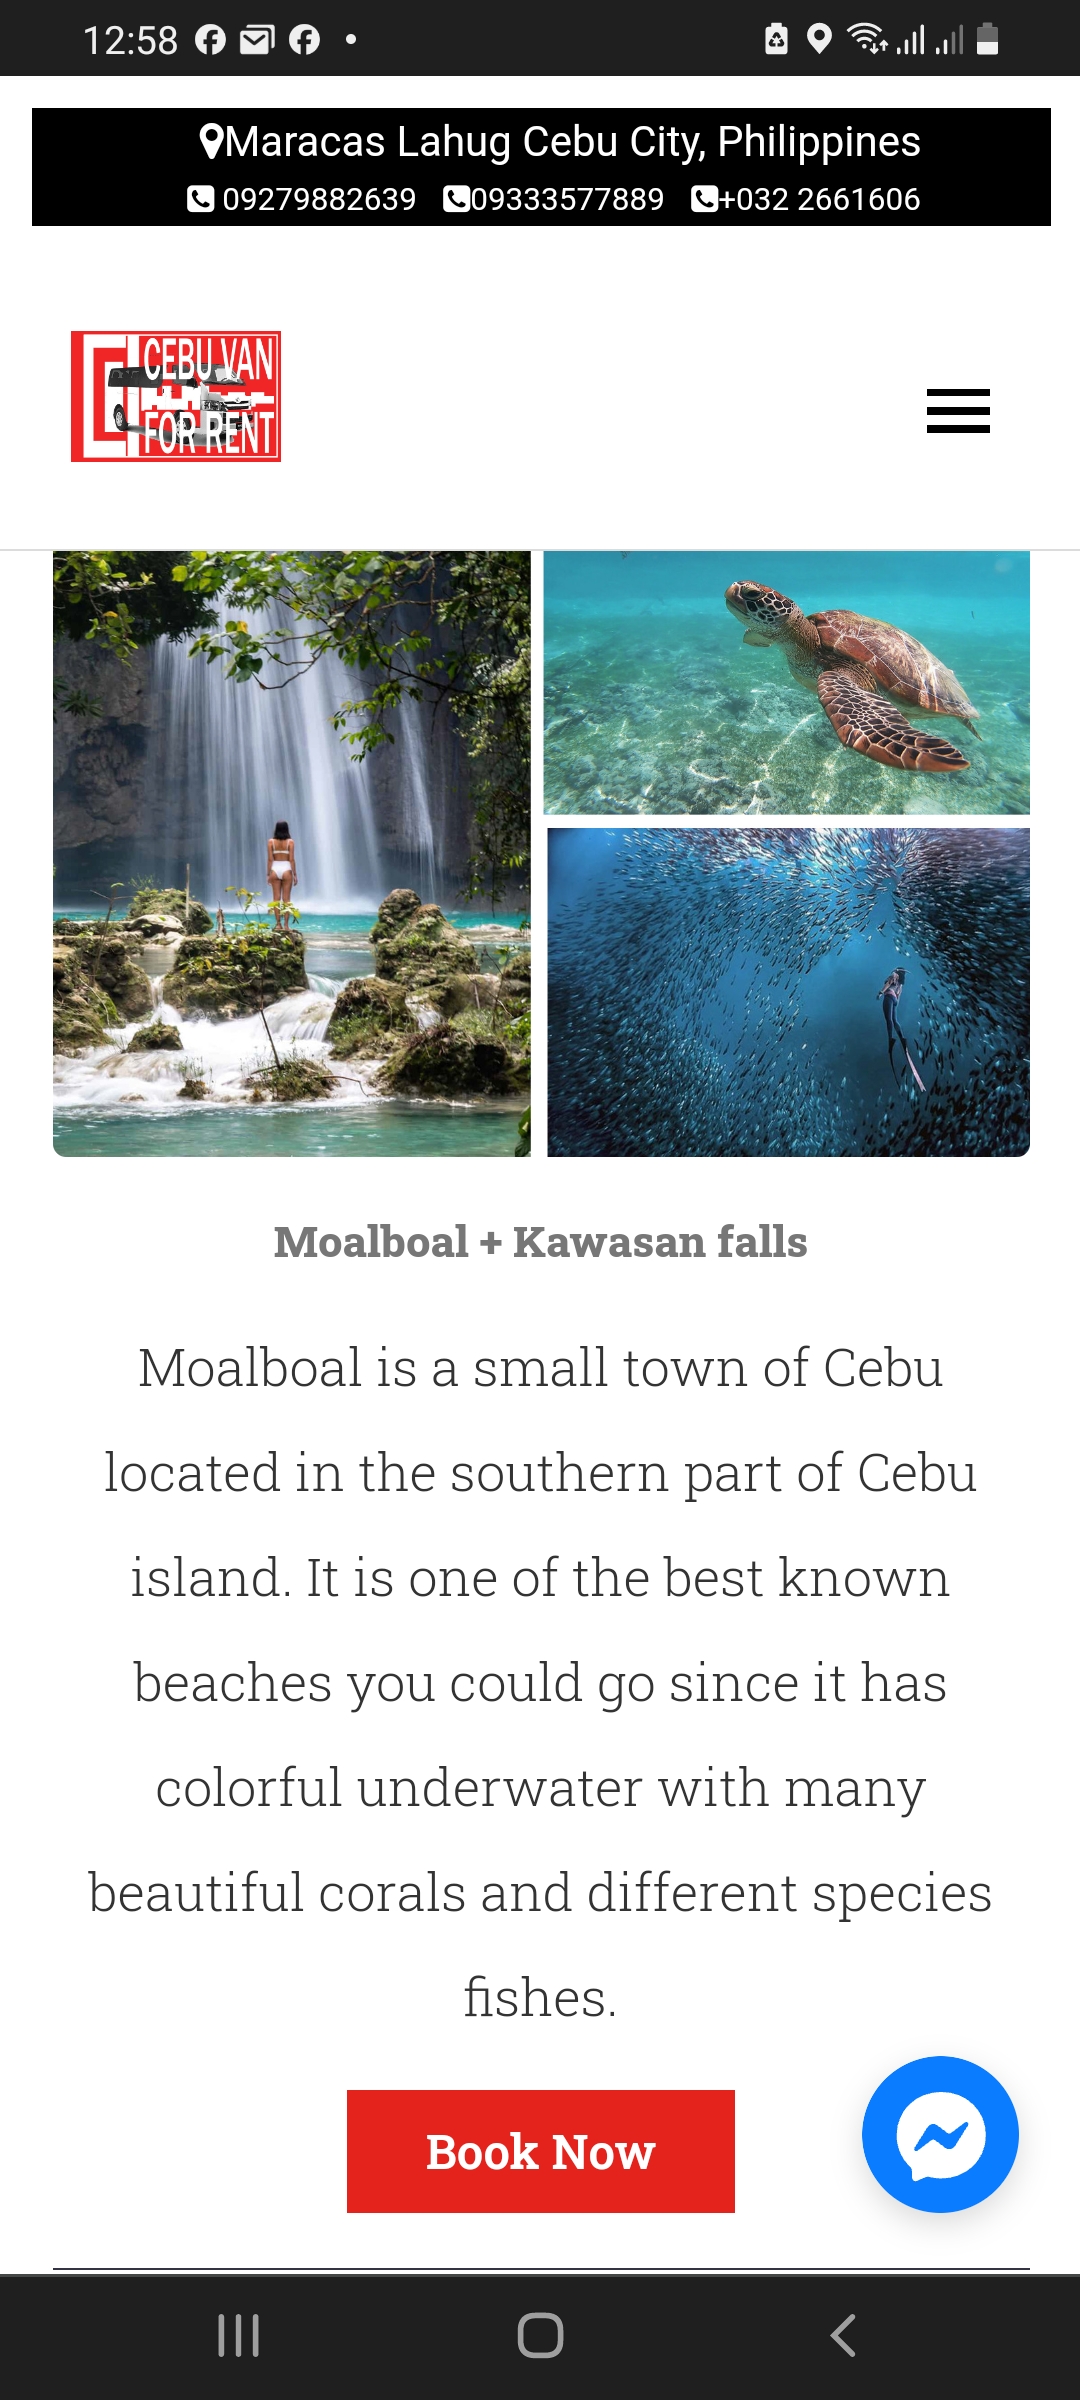 12:58
Maracas Lahug Cebu City, Philippines
09279882639 09333577889 +032 2661606
CEBU VAN
FOR RENT
Moalboal + Kawasan falls
Moalboal is a small town of Cebu
located in the southern part of Cebu
island. It is one of the best known
beaches you could go since it has
colorful underwater with many
beautiful corals and different species
fishes.
Book Now